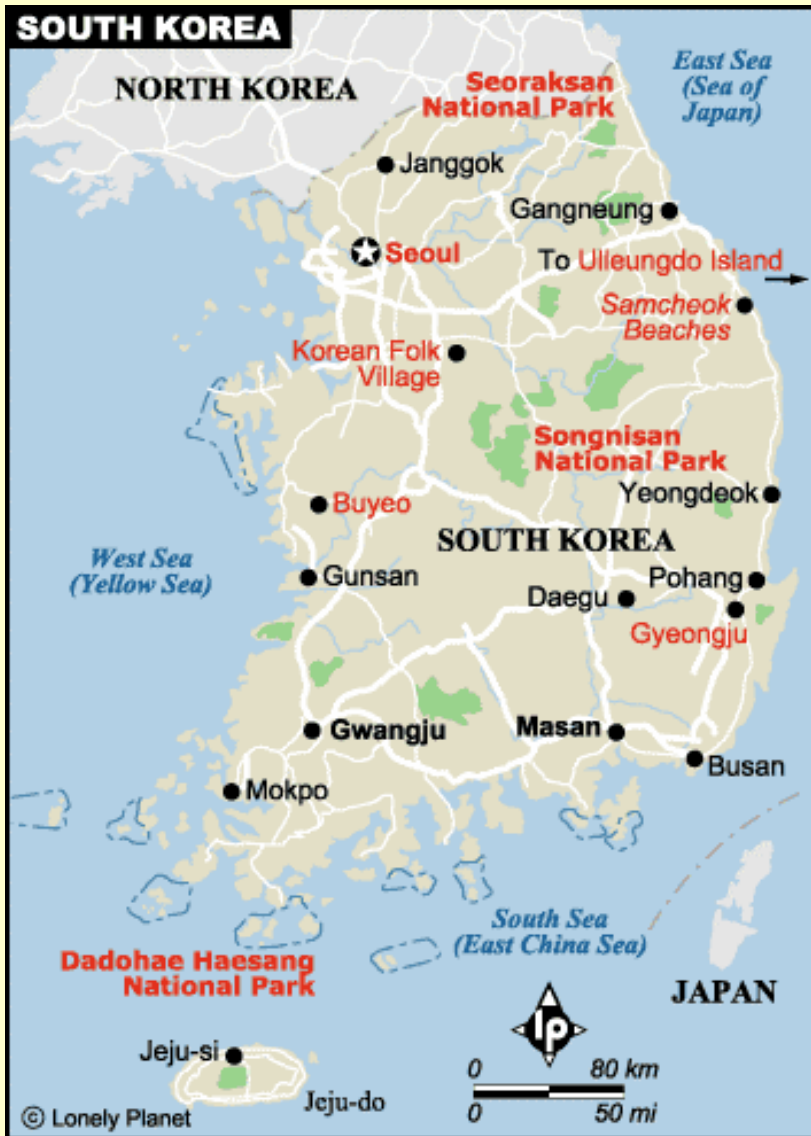 SOUTH KOREA
NORTH KOREA
Seoraksan
National Park
East Sea
(Sea of
Japan)
Janggok
Gangneung
Seoul
To Ulleungdo Island
Samcheok
Beaches
Korean Folk
Village
Songnisan
National Park
Yeongdeok
Buyeo
SOUTH KOREA
West Sea
(Yellow Sea)
Gunsan
Pohang
Daegu
Gyeongju
Gwangju
Masan
Busan
Mokpo
South Sea
(East China Sea)
Dadohae Haesang
National Park
JAPAN
lp
Jeju-si
Jeju-do
0 80 km
0 50 mi
© Lonely Planet